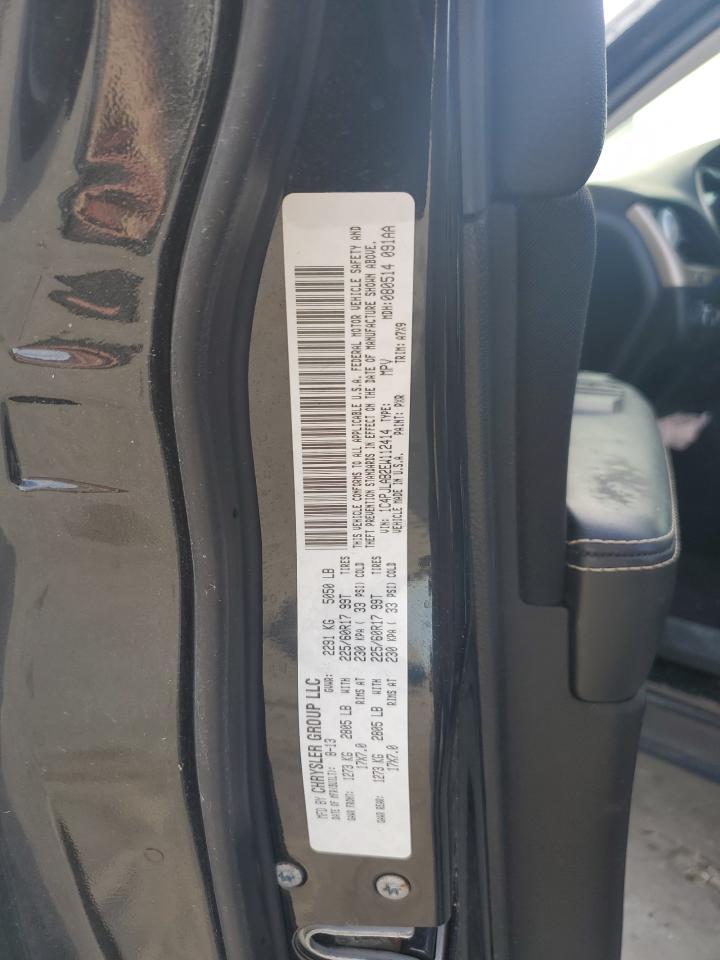 MFD BY CHRYSLER GROUP LLC
DATE OF MFR(BUILT): 8-13 GVWR: 2291 KG 5050 LB
GAWR FRONT: 1273 KG 2805 LB WITH 225/60R17 99T TIRES
17X7.0 RIMS AT 230 KPA ( 33 PSI) COLD
GAWR REAR: 1273 KG 2805 LB WITH 225/60R17 99T TIRES
17X7.0 RIMS AT 230 KPA ( 33 PSI) COLD
THIS VEHICLE CONFORMS TO ALL APPLICABLE U.S.A. FEDERAL MOTOR VEHICLE SAFETY AND
THEFT PREVENTION STANDARDS IN EFFECT ON THE DATE OF MANUFACTURE SHOWN ABOVE.
VIN: 1C4PJLAB2EW112414 TYPE: MPV MDH:080514 091AA
VEHICLE MADE IN U.S.A. PAINT: PXR TRIM: A7X9